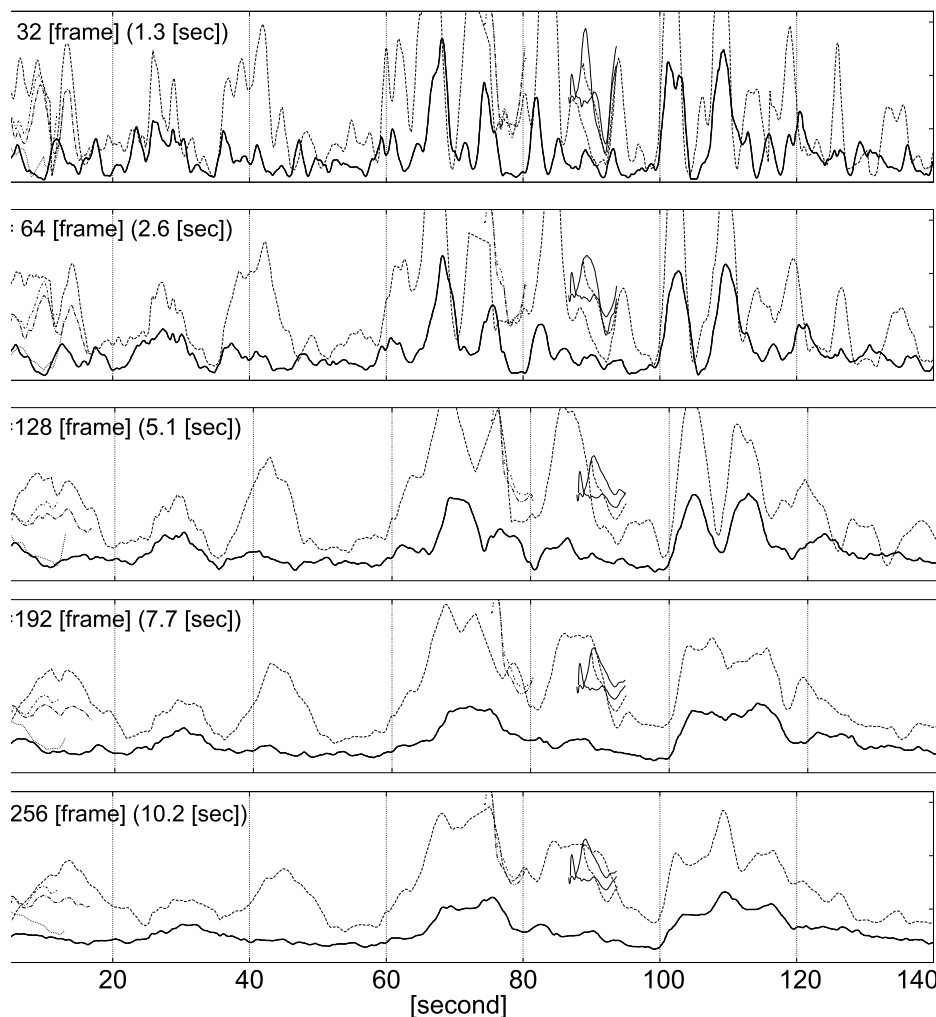 32 [frame] (1.3 [sec])
= 64 [frame] (2.6 [sec])
=128 [frame] (5.1 [sec])
=192 [frame] (7.7 [sec])
256 [frame] (10.2 [sec])
20 40 60 80 100 120 140
[second]